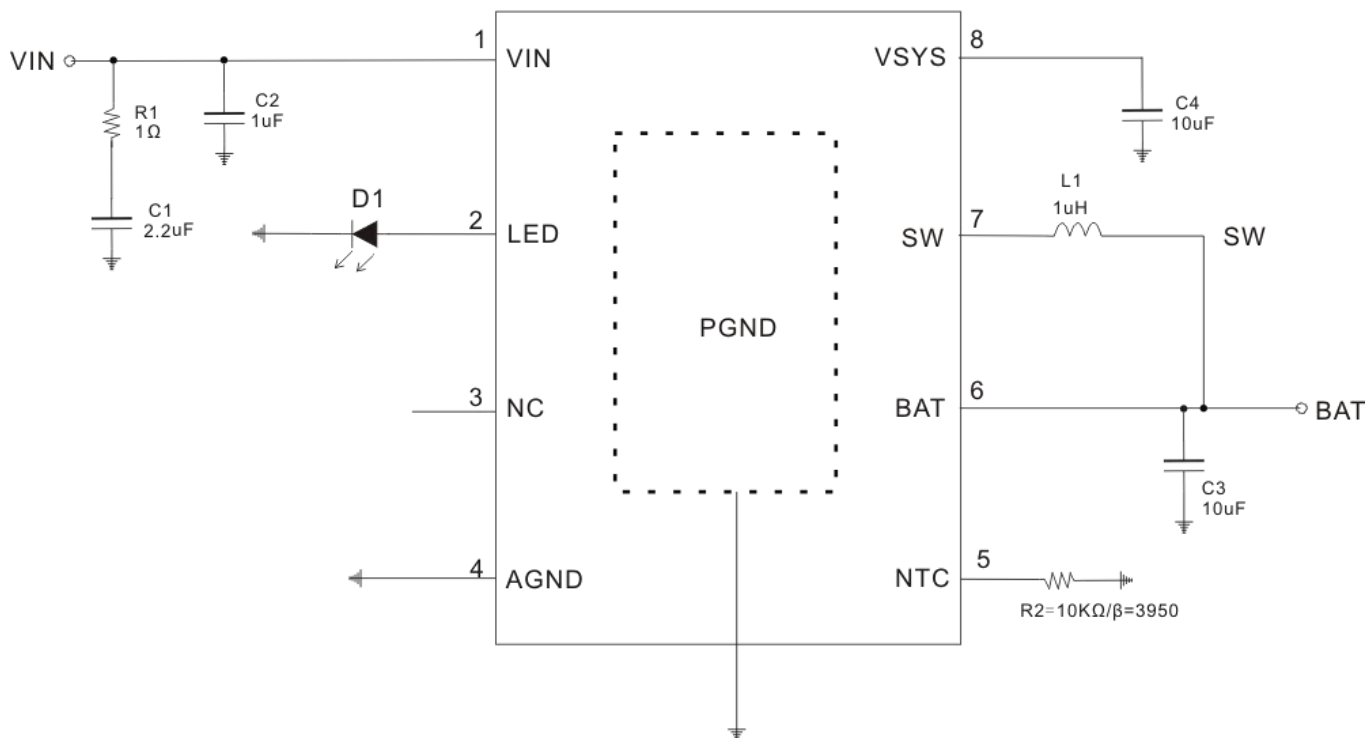 1
8
VIN
VIN
VSYS
R1
1Ω
C2
1uF
C4
10uF
C1
2.2uF
D1
2
LED
L1
1uH
7
SW
SW
PGND
3
NC
6
BAT
BAT
C3
10uF
4
AGND
5
NTC
R2=10KΩ/β=3950